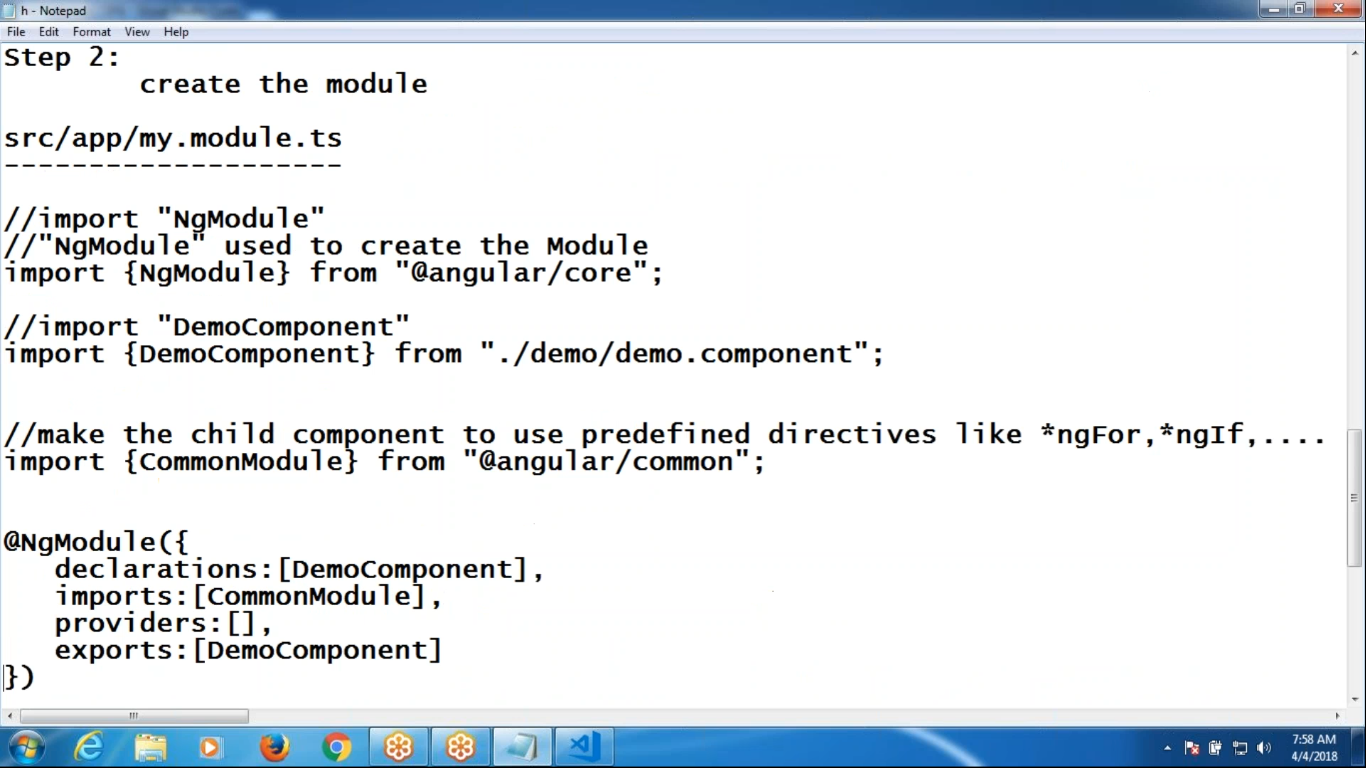 h - Notepad
File Edit Format View Help
Step 2:
create the module
src/app/my.module.ts
--------------------
//import "NgModule"
//"NgModule" used to create the Module
import {NgModule} from "@angular/core";
//import "DemoComponent"
import {DemoComponent} from "./demo/demo.component";
//make the child component to use predefined directives like *ngFor,*ngIf,....
import {CommonModule} from "@angular/common";
@NgModule({
declarations:[DemoComponent],
imports:[CommonModule],
providers:[],
exports:[DemoComponent]
})
7:58 AM
4/4/2018